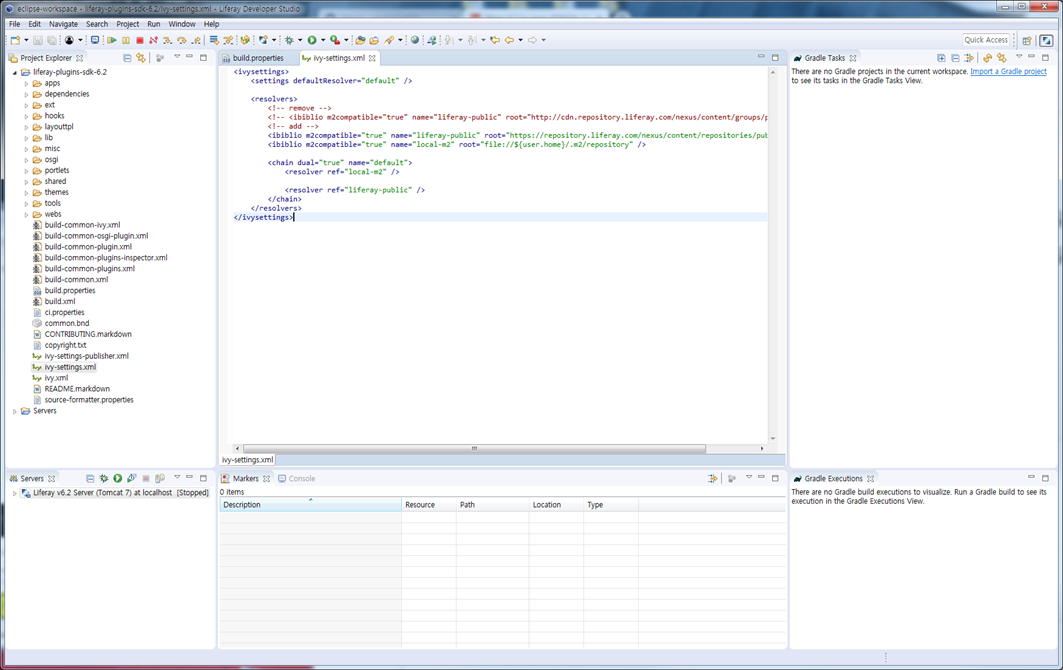 eclipse-workspace - liferay-plugins-sdk-6.2/ivy-settings.xml - Liferay Developer Studio
File Edit Navigate Search Project Run Window Help
Quick Access
Project Explorer
liferay-plugins-sdk-6.2
apps
dependencies
ext
hooks
layouttpl
lib
misc
osgi
portlets
shared
themes
tools
webs
build-common-ivy.xml
build-common-osgi-plugin.xml
build-common-plugin.xml
build-common-plugins-inspector.xml
build-common-plugins.xml
build-common.xml
build.properties
build.xml
ci.properties
common.bnd
CONTRIBUTING.markdown
copyright.txt
ivy-settings-publisher.xml
ivy-settings.xml
ivy.xml
README.markdown
source-formatter.properties
Servers
build.properties ivy-settings.xml
<ivysettings>
<settings defaultResolver="default" />
<resolvers>
<!-- remove -->
<!-- <ibiblio m2compatible="true" name="liferay-public" root="http://cdn.repository.liferay.com/nexus/content/groups/p
<!-- add -->
<ibiblio m2compatible="true" name="liferay-public" root="https://repository.liferay.com/nexus/content/repositories/pub
<ibiblio m2compatible="true" name="local-m2" root="file://${user.home}/.m2/repository" />
<chain dual="true" name="default">
<resolver ref="local-m2" />
<resolver ref="liferay-public" />
</chain>
</resolvers>
</ivysettings>
ivy-settings.xml
Gradle Tasks
There are no Gradle projects in the current workspace. Import a Gradle project
to see its tasks in the Gradle Tasks View.
Servers
Liferay v6.2 Server (Tomcat 7) at localhost [Stopped]
Markers Console
0 items
Description Resource Path Location Type
Gradle Executions
There are no Gradle build executions to visualize. Run a Gradle build to see its
execution in the Gradle Executions View.